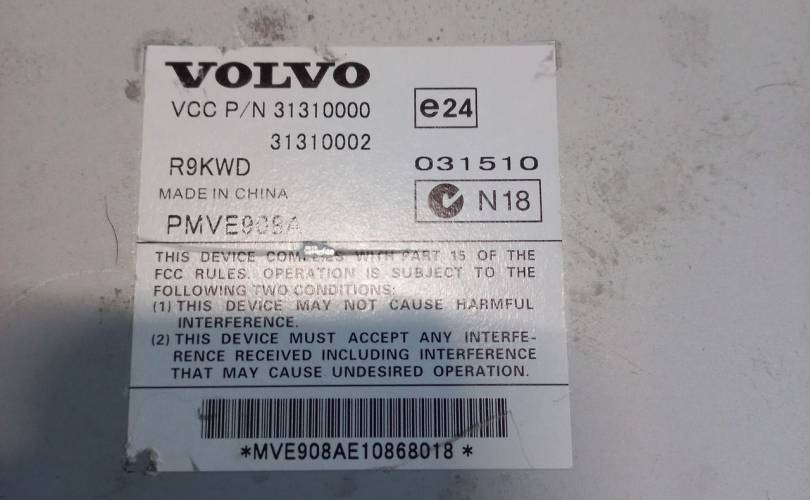 VOLVO
VCC P/N 31310000
e24
31310002
R9KWD
031510
MADE IN CHINA
N18
PMVE908A
THIS DEVICE COMPLIES WITH PART 15 OF THE
FCC RULES. OPERATION IS SUBJECT TO THE
FOLLOWING TWO CONDITIONS:
(1) THIS DEVICE MAY NOT CAUSE HARMFUL
INTERFERENCE.
(2) THIS DEVICE MUST ACCEPT ANY INTERFE-
RENCE RECEIVED INCLUDING INTERFERENCE
THAT MAY CAUSE UNDESIRED OPERATION.
*MVE908AE10868018 *